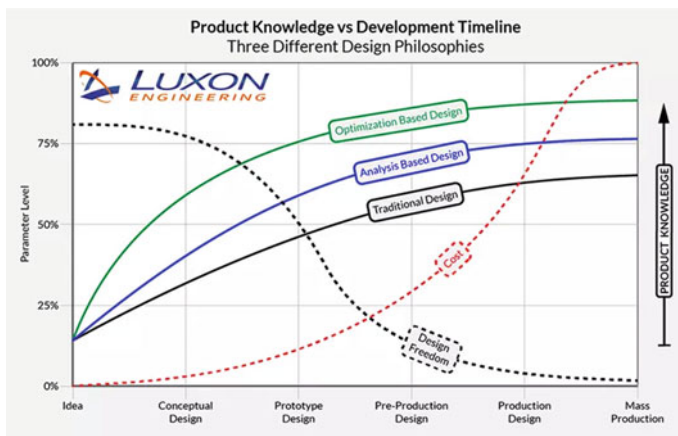 Product Knowledge vs Development Timeline
Three Different Design Philosophies
LUXON
ENGINEERING
100%
75%
50%
25%
0%
Parameter Level
Optimization Based Design
Analysis Based Design
Traditional Design
Cost
Design
Freedom
PRODUCT KNOWLEDGE
Idea
Conceptual
Design
Prototype
Design
Pre-Production
Design
Production
Design
Mass
Production